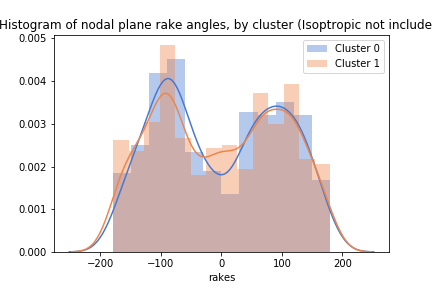 Histogram of nodal plane rake angles, by cluster (Isoptropic not include
0.005
Cluster 0
Cluster 1
0.004
0.003
0.002
0.001
0.000
−200 −100 0 100 200
rakes